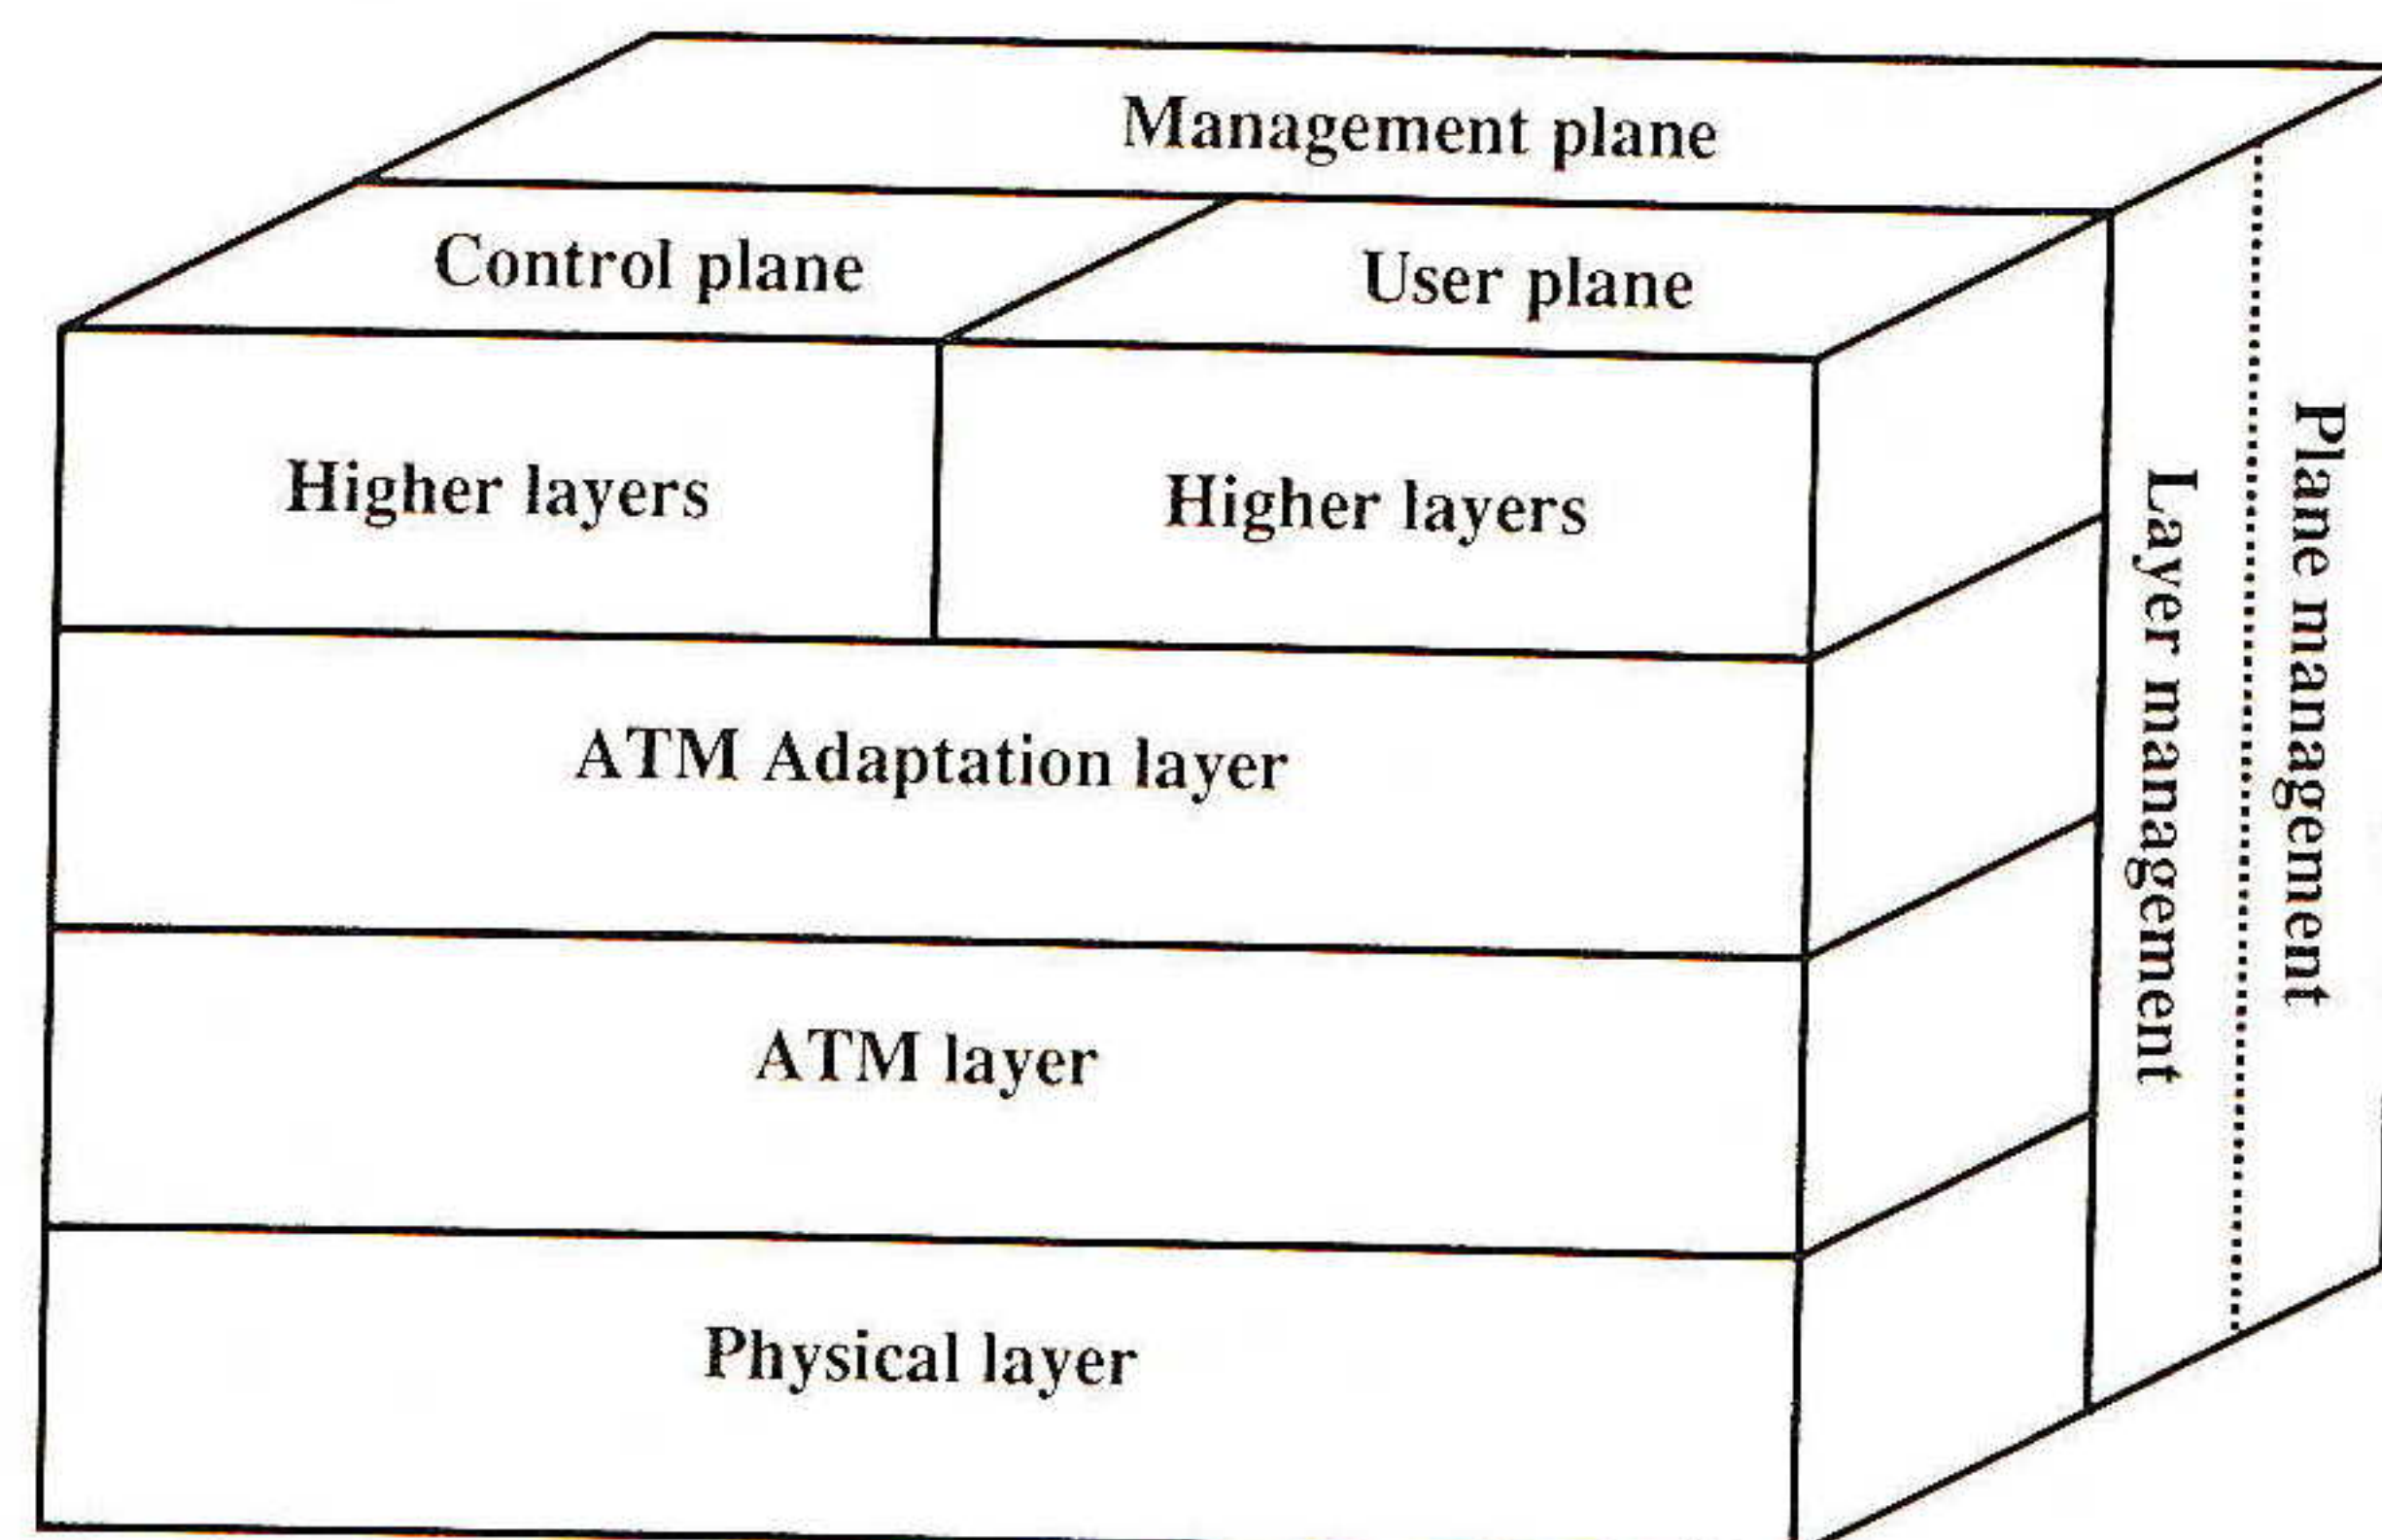 Management plane
Control plane
User plane
Higher layers
Higher layers
ATM Adaptation layer
ATM layer
Physical layer
Layer management
Plane management